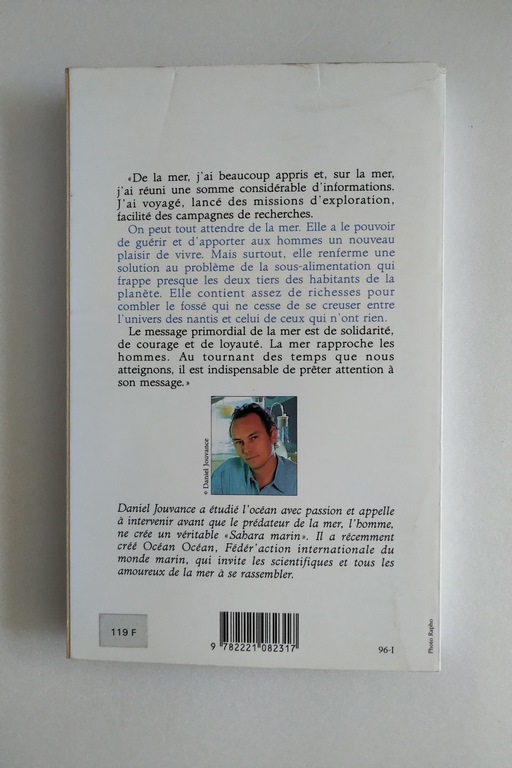 «De la mer, j'ai beaucoup appris et, sur la mer,
j'ai réuni une somme considérable d'informations.
J'ai voyagé, lancé des missions d'exploration,
facilité des campagnes de recherches.
On peut tout attendre de la mer. Elle a le pouvoir
de guérir et d'apporter aux hommes un nouveau
plaisir de vivre. Mais surtout, elle renferme une
solution au problème de la sous-alimentation qui
frappe presque les deux tiers des habitants de la
planète. Elle contient assez de richesses pour
combler le fossé qui ne cesse de se creuser entre
l'univers des nantis et celui de ceux qui n'ont rien.
Le message primordial de la mer est de solidarité,
de courage et de loyauté. La mer rapproche les
hommes. Au tournant des temps que nous
atteignons, il est indispensable de prêter attention à
son message.»
© Daniel Jouvance
Daniel Jouvance a étudié l'océan avec passion et appelle
à intervenir avant que le prédateur de la mer, l'homme,
ne crée un véritable «Sahara marin». Il a récemment
créé Océan Océan, Fédér'action internationale du
monde marin, qui invite les scientifiques et tous les
amoureux de la mer à se rassembler.
119 F
9 782221 082317
96-I
Photo Rapho